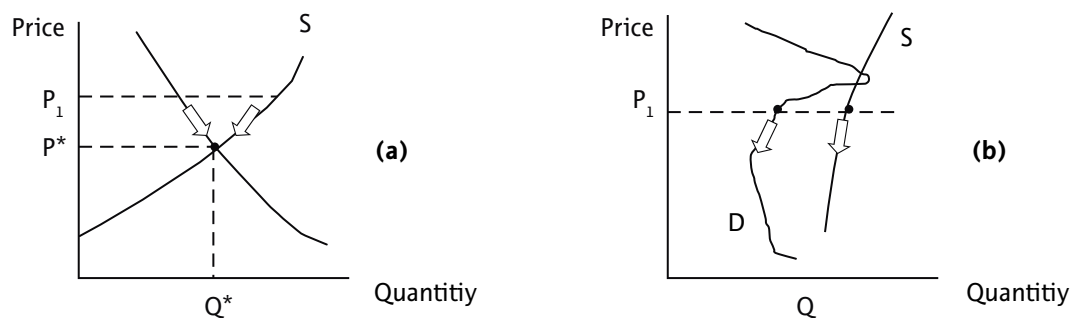 Price
S
P₁
P*
(a)
Q*
Quantitiy
Price
S
P₁
(b)
D
Q
Quantitiy